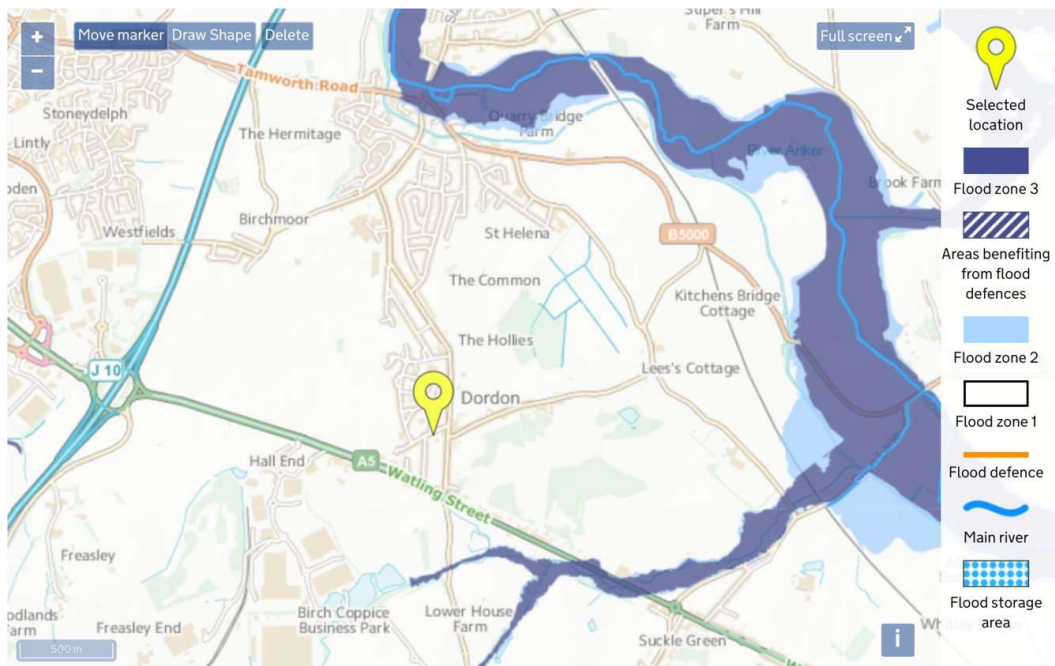 +
−
Move marker
Draw Shape
Delete
Full screen
Farm
Tamworth Road
Stoneydelph
The Hermitage
Quarry Bridge
Farm
Lintly
River Anker
Brook Farm
Birchmoor
Westfields
St Helena
B5000
The Common
Kitchens Bridge
Cottage
The Hollies
J 10
Lee's Cottage
Dordon
Hall End
A5
Watling Street
Freasley
Birch Coppice
Business Park
Lower House
Farm
Freasley End
Suckle Green
500 m
i
Selected
location
Flood zone 3
Areas benefiting
from flood
defences
Flood zone 2
Flood zone 1
Flood defence
Main river
Flood storage
area